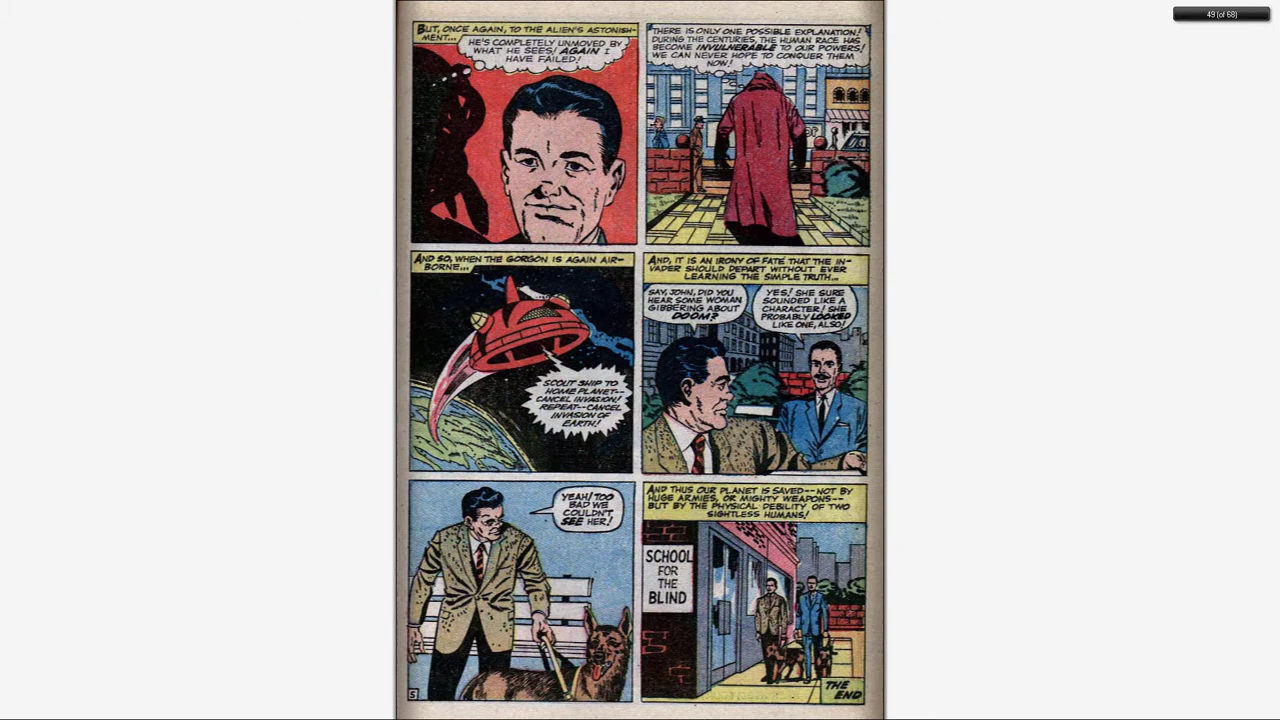 49 (of 68)
BUT, ONCE AGAIN, TO THE ALIEN'S ASTONISH-
MENT...
HE'S COMPLETELY UNMOVED BY
WHAT HE SEES! AGAIN I
HAVE FAILED!
THERE IS ONLY ONE POSSIBLE EXPLANATION!
DURING THE CENTURIES, THE HUMAN RACE HAS
BECOME INVULNERABLE TO OUR POWERS!
WE CAN NEVER HOPE TO CONQUER THEM
NOW!
AND SO, WHEN THE GORGON IS AGAIN AIR-
BORNE...
SCOUT SHIP TO
HOME PLANET--
CANCEL INVASION!
REPEAT--CANCEL
INVASION OF
EARTH!
AND, IT IS AN IRONY OF FATE THAT THE IN-
VADER SHOULD DEPART WITHOUT EVER
LEARNING THE SIMPLE TRUTH...
SAY, JOHN, DID YOU
HEAR SOME WOMAN
GIBBERING ABOUT
DOOM?
YES! SHE SURE
SOUNDED LIKE A
CHARACTER! SHE
PROBABLY LOOKED
LIKE ONE, ALSO!
YEAH! TOO
BAD WE
COULDN'T
SEE HER!
5
AND THUS OUR PLANET IS SAVED--NOT BY
HUGE ARMIES, OR MIGHTY WEAPONS--
BUT BY THE PHYSICAL DEBILITY OF TWO
SIGHTLESS HUMANS!
SCHOOL
FOR
THE
BLIND
THE
END